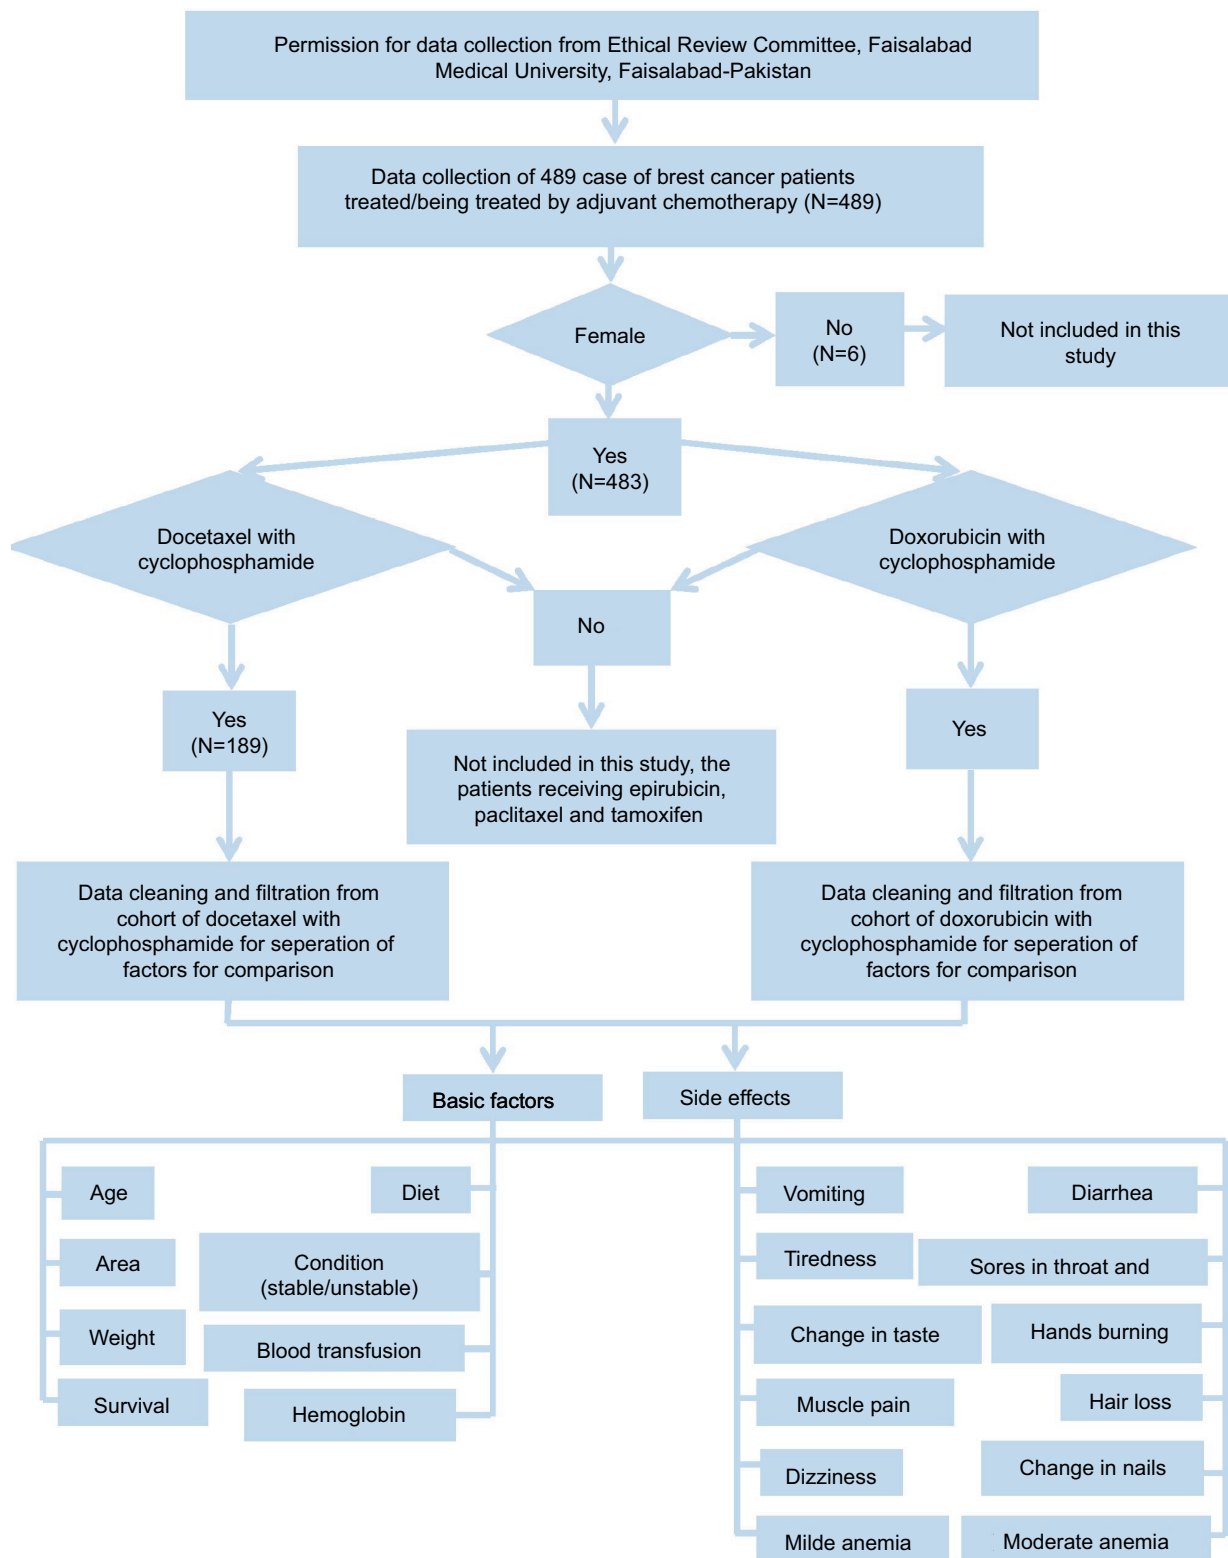 Permission for data collection from Ethical Review Committee, Faisalabad
Medical University, Faisalabad-Pakistan
Data collection of 489 case of brest cancer patients
treated/being treated by adjuvant chemotherapy (N=489)
Female
No
(N=6)
Not included in this
study
Yes
(N=483)
Docetaxel with
cyclophosphamide
Doxorubicin with
cyclophosphamide
No
Yes
(N=189)
Not included in this study, the
patients receiving epirubicin,
paclitaxel and tamoxifen
Yes
Data cleaning and filtration from
cohort of docetaxel with
cyclophosphamide for seperation of
factors for comparison
Data cleaning and filtration from
cohort of doxorubicin with
cyclophosphamide for seperation of
factors for comparison
Basic factors
Side effects
Age
Diet
Area
Condition
(stable/unstable)
Weight
Blood transfusion
Survival
Hemoglobin
Vomiting
Diarrhea
Tiredness
Sores in throat and
Change in taste
Hands burning
Muscle pain
Hair loss
Dizziness
Change in nails
Milde anemia
Moderate anemia